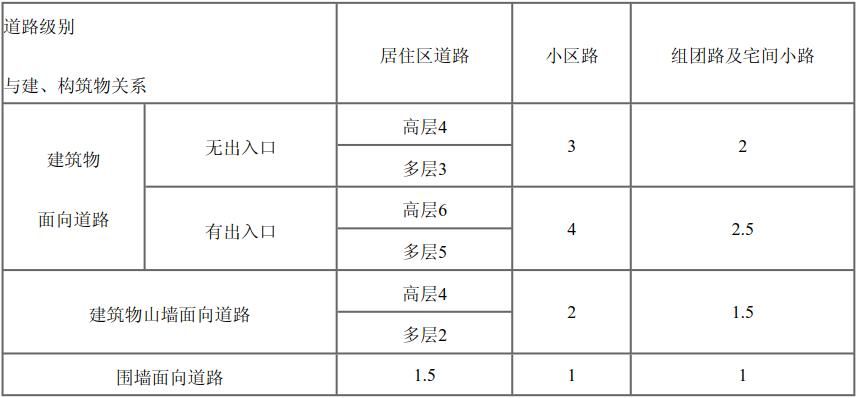 道路级别
与建、构筑物关系
居住区道路
小区路
组团路及宅间小路
建筑物
面向道路
无出入口
高层4
多层3
3
2
有出入口
高层6
多层5
4
2.5
建筑物山墙面向道路
高层4
多层2
2
1.5
围墙面向道路
1.5
1
1